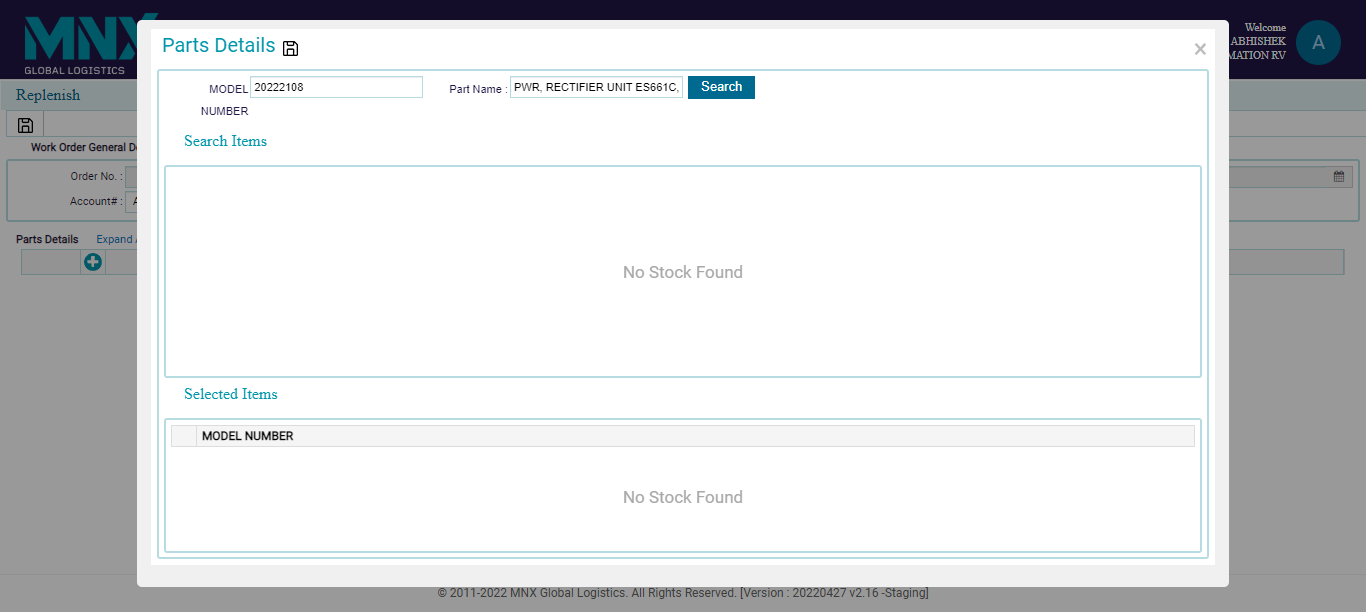 MNX
GLOBAL LOGISTICS
Welcome
ABHISHEK
MATION RV
A
Replenish
Work Order General D
Order No. :
Account# :
Parts Details Expand
Parts Details
×
MODEL NUMBER
20222108
Part Name :
PWR, RECTIFIER UNIT ES661C,
Search
Search Items
No Stock Found
Selected Items
MODEL NUMBER
No Stock Found
© 2011-2022 MNX Global Logistics. All Rights Reserved. [Version : 20220427 v2.16 -Staging]